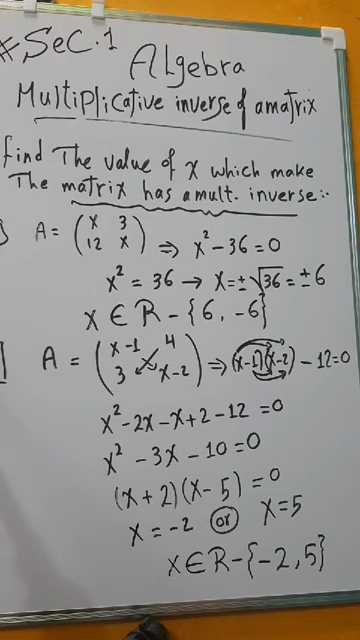 # SeC.1
Algebra
Multiplicative inverse of a matrix
find The value of x which make
The matrix has a mult. inverse:-
A = (x 3
12 x) ⇒ x² - 36 = 0
x² = 36 → x = ±√36 = ±6
x ∈ R - {6, -6}
A = (x-1 4
3 x-2) ⇒ (x-1)(x-2) - 12 = 0
x² - 2x - x + 2 - 12 = 0
x² - 3x - 10 = 0
(x + 2)(x - 5) = 0
x = -2 or x = 5
x ∈ R - {-2, 5}